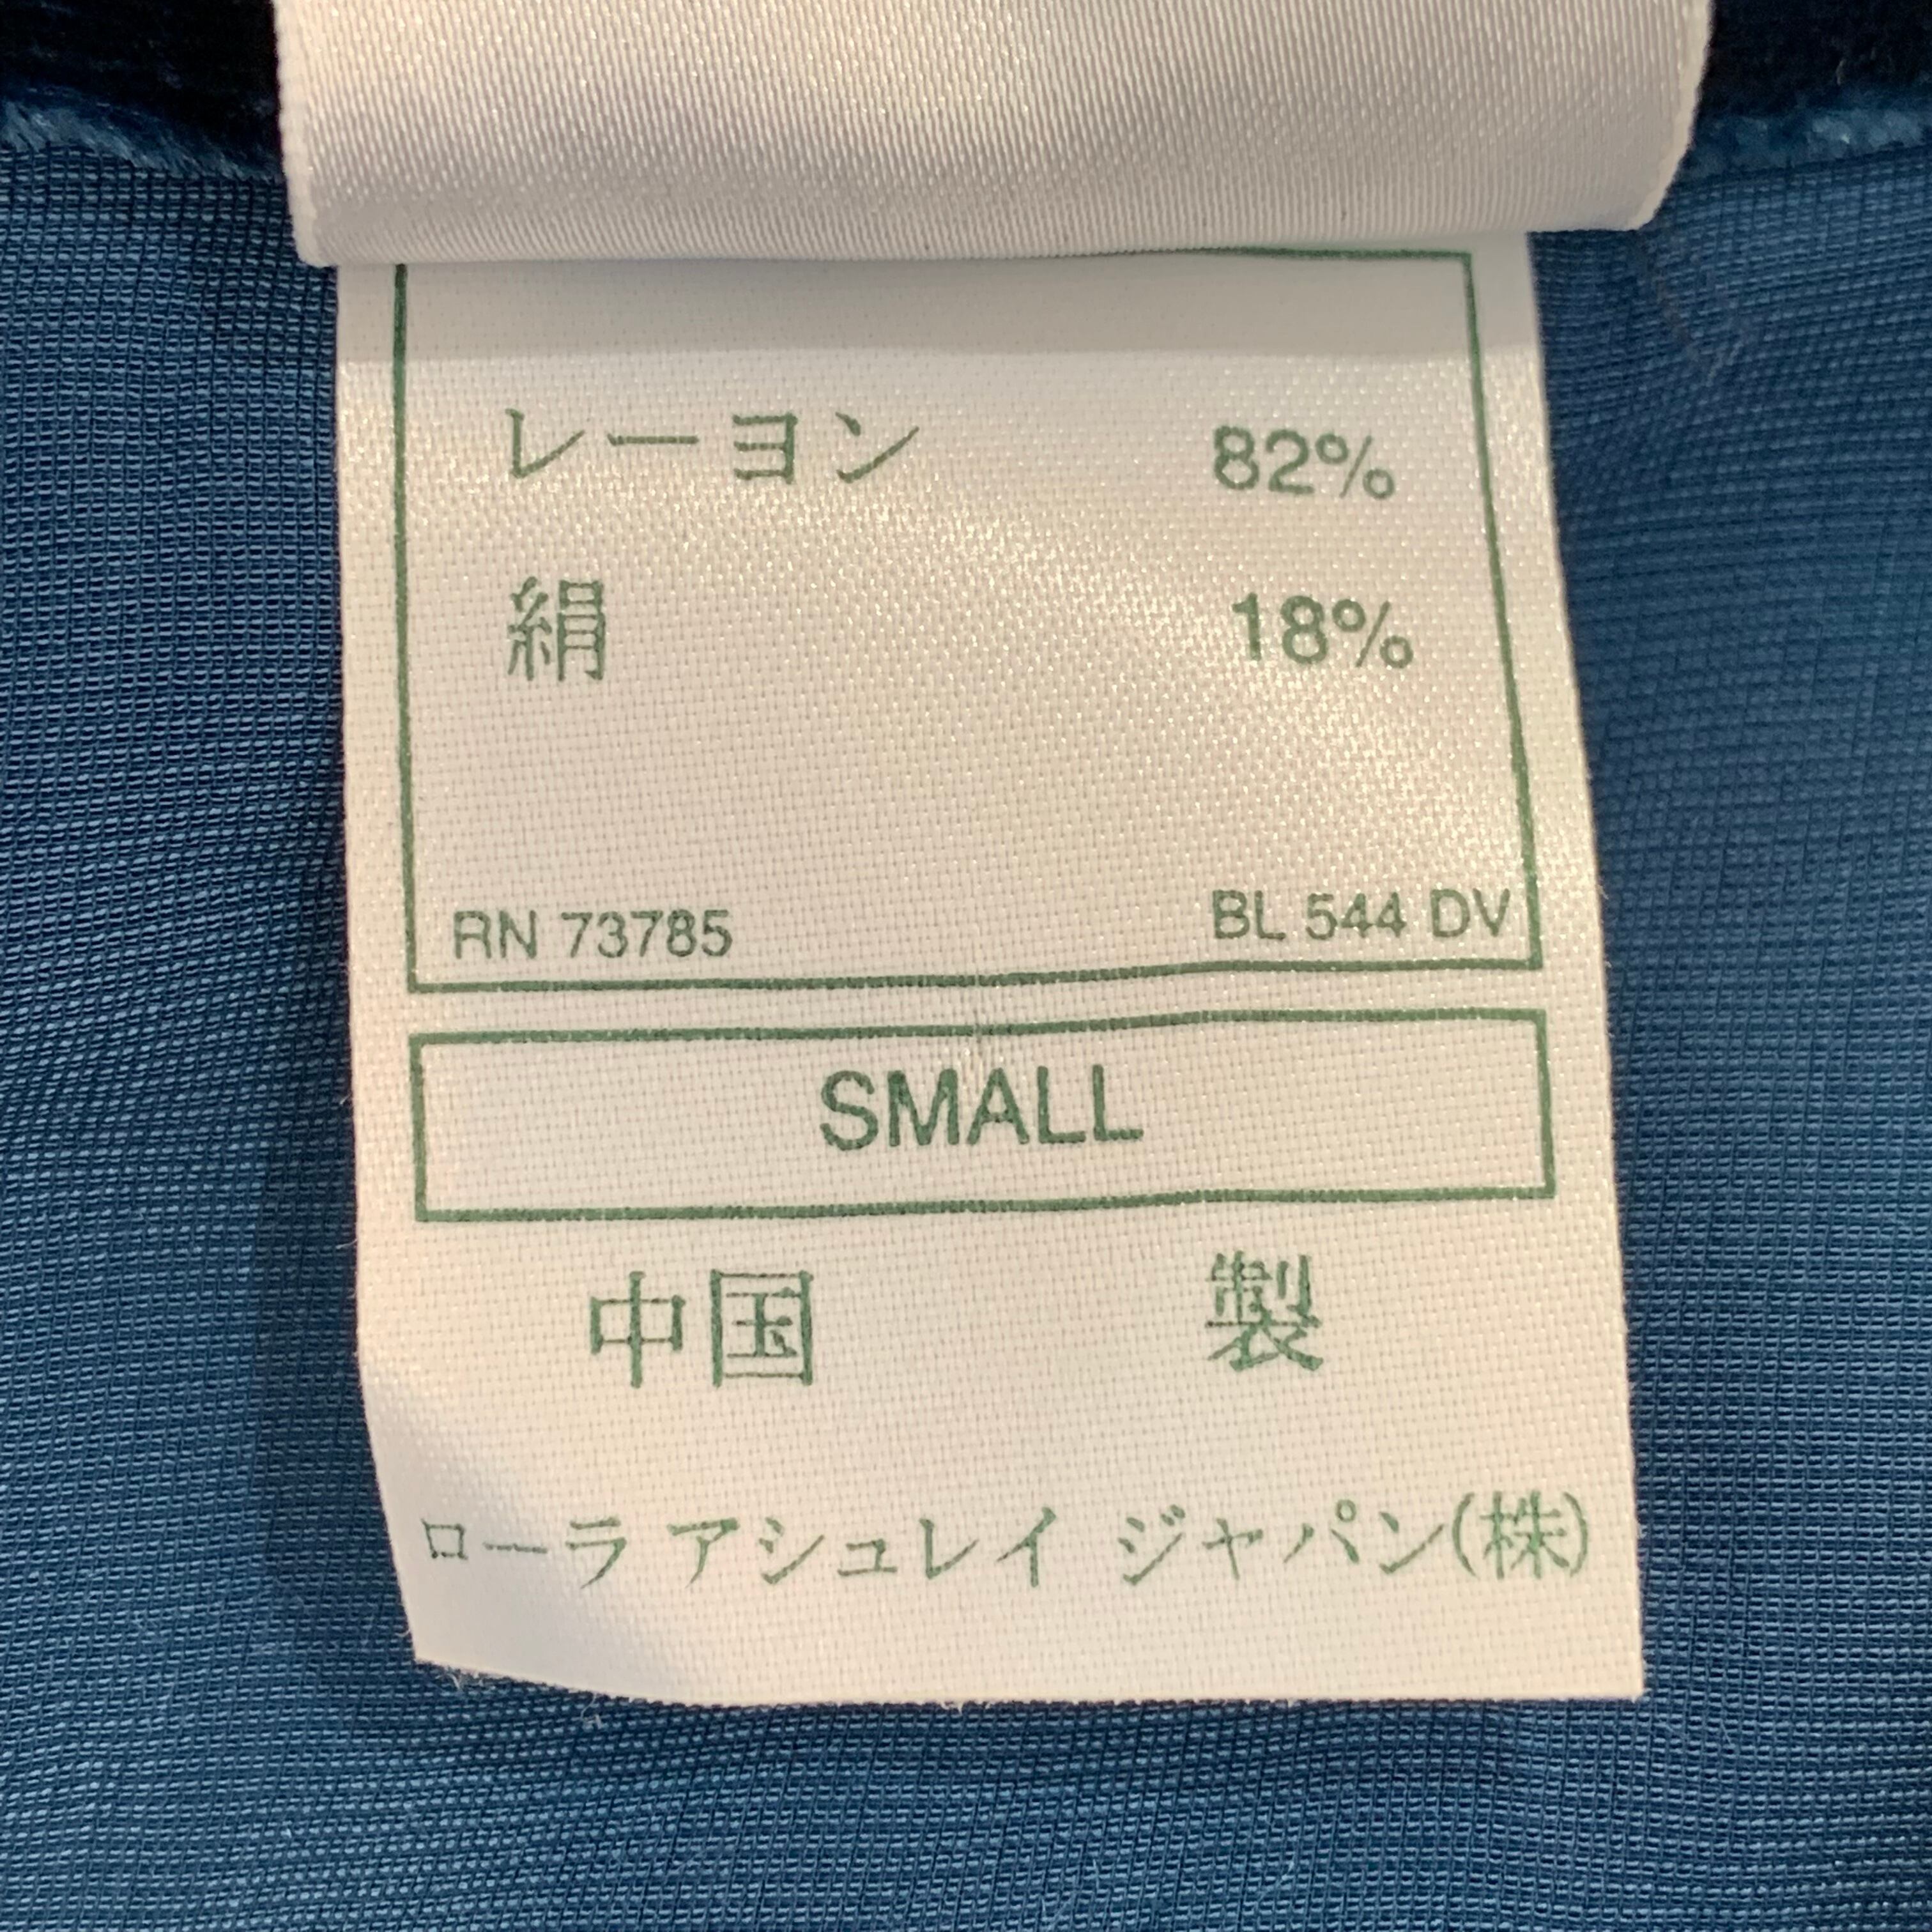 レーヨン 82%
絹 18%
RN 73785 BL 544 DV
SMALL
中国 製
ローラ アシュレイ ジャパン(株)